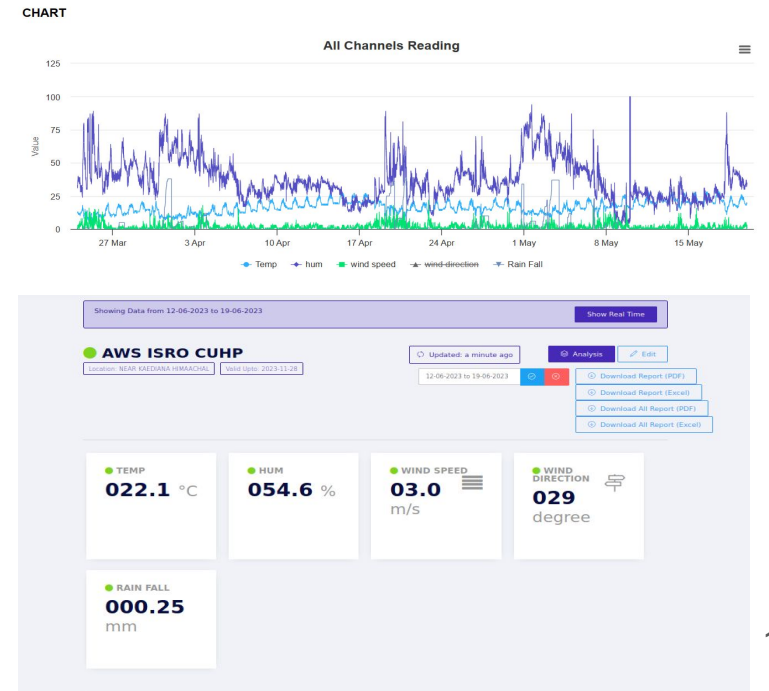 CHART
All Channels Reading
125
100
75
50
25
0
Value
27 Mar 3.Apr 10.Apr 17.Apr 24.Apr 1.May 8 May 15 May
Temp hum wind speed wind direction Rain Fall
Showing Data from 12-06-2023 to 19-06-2023
Show Real Time
AWS ISRO CUHP
Updated: a minute ago
Analysis
Edit
Location: NEAR KAEDIANA HIMAACHAL
Valid Upto: 2023-11-28
12-06-2023 to 19-06-2023
Download Report (PDF)
Download Report (Excel)
Download All Report (PDF)
Download All Report (Excel)
TEMP
022.1 °C
HUM
054.6 %
WIND SPEED
03.0
m/s
WIND
DIRECTION
029
degree
RAIN FALL
000.25
mm